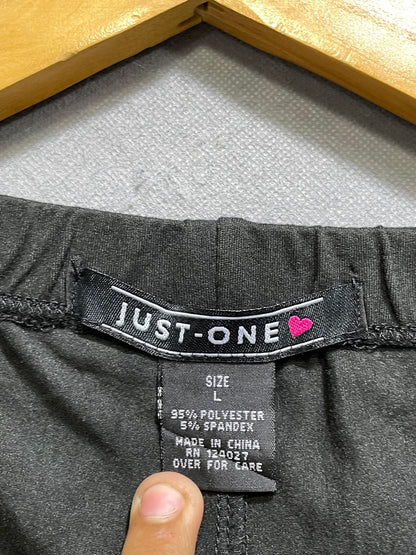 JUST-ONE
SIZE
L
95% POLYESTER
5% SPANDEX
MADE IN CHINA
RN 124027
OVER FOR CARE